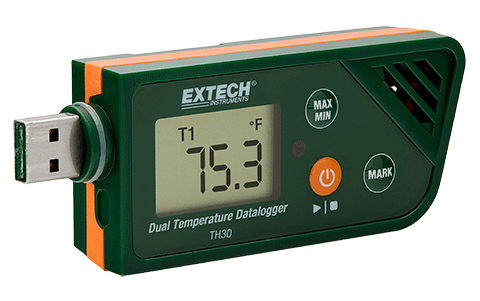 EXTECH®
INSTRUMENTS
MAX
MIN
T1 °F
75.3
MARK
Dual Temperature Datalogger
TH30